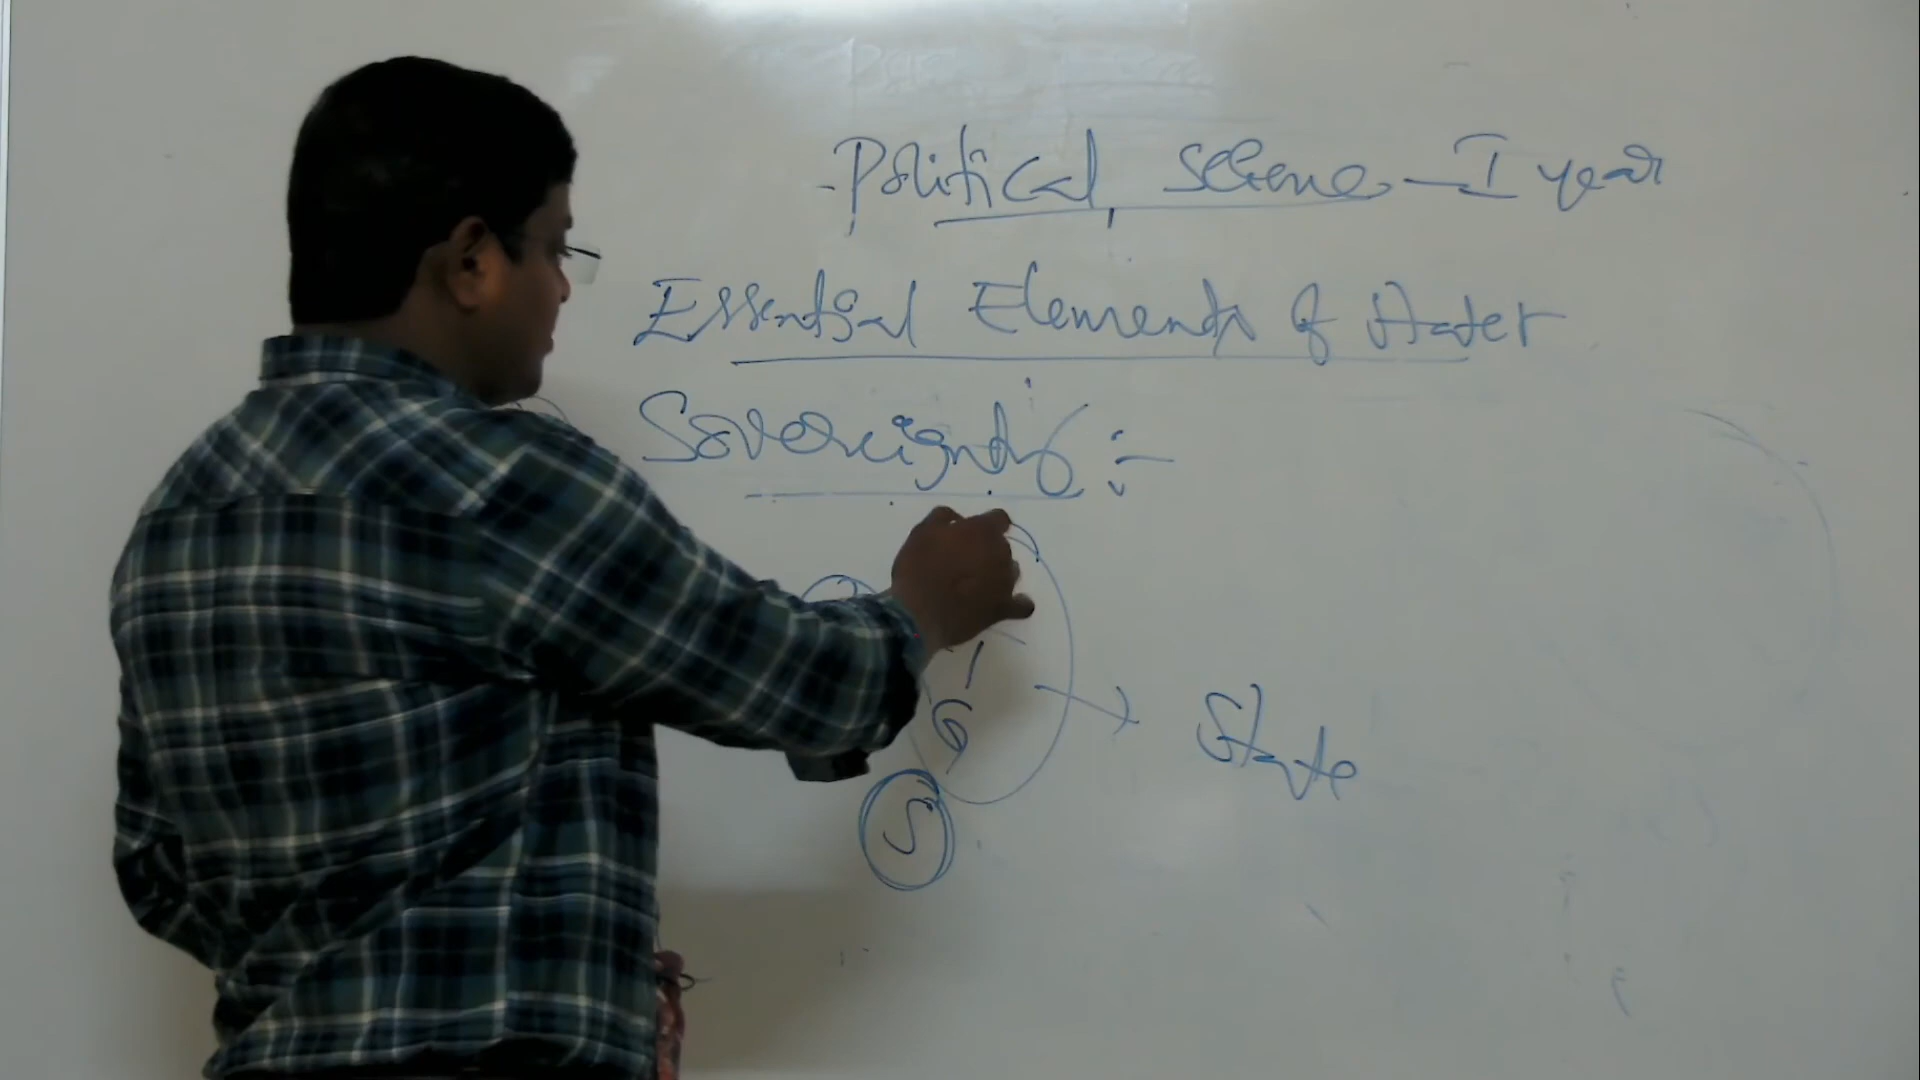 Political Science - I year
Essential Elements of State :-
Sovereignty :-
G
S
State